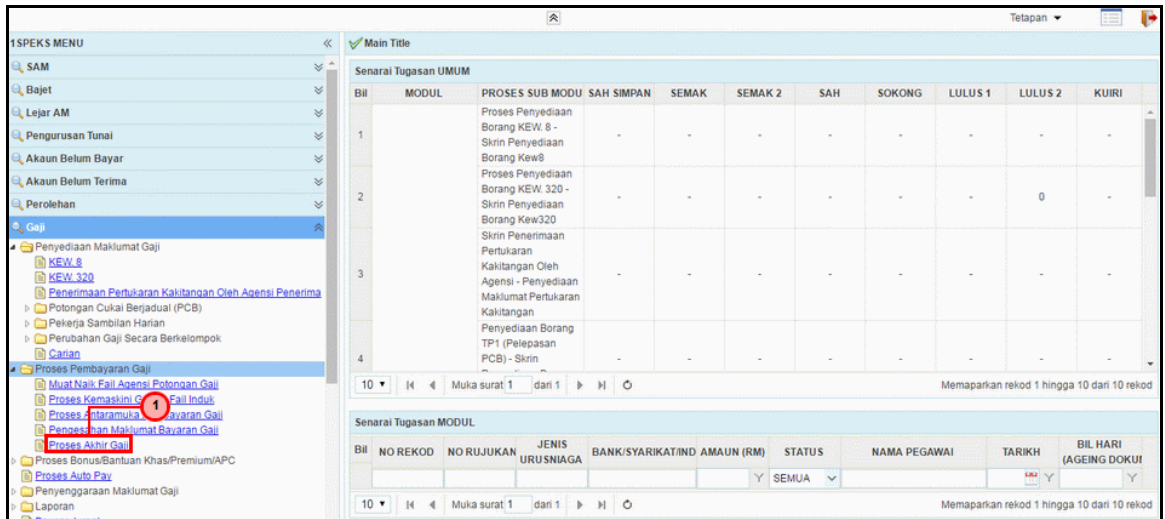 Tetapan
1SPEKS MENU
Main Title
SAM
Bajet
Lejar AM
Pengurusan Tunai
Akaun Belum Bayar
Akaun Belum Terima
Perolehan
Gaji
Penyediaan Maklumat Gaji
KEW. 8
KEW. 320
Penerimaan Pertukaran Kakitangan Oleh Agensi Penerima
Potongan Cukai Berjadual (PCB)
Pekerja Sambilan Harian
Perubahan Gaji Secara Berkelompok
Carian
Proses Pembayaran Gaji
Muat Naik Fail Agensi Potongan Gaji
Proses Kemaskini Fail Induk
1
Proses Antaramuka
Pengesahan Maklumat Bayaran Gaji
Proses Akhir Gaji
Proses Bonus/Bantuan Khas/Premium/APC
Proses Auto Pay
Penyenggaraan Maklumat Gaji
Laporan
Senarai Tugasan UMUM
Bil MODUL PROSES SUB MODU SAH SIMPAN SEMAK SEMAK 2 SAH SOKONG LULUS 1 LULUS 2 KUIRI
Proses Penyediaan
Borang KEW. 8 -
1 - - - - - - - -
Skrin Penyediaan
Borang Kew8
Proses Penyediaan
Borang KEW. 320 -
2 - - - - - - 0 -
Skrin Penyediaan
Borang Kew320
Skrin Penerimaan
Pertukaran
Kakitangan Oleh
3 - - - - - - - -
Agensi - Penyediaan
Maklumat Pertukaran
Kakitangan
Penyediaan Borang
TP1 (Pelepasan
4 PCB) - Skrin - - - - - - - -
10 Muka surat 1 dari 1 Memaparkan rekod 1 hingga 10 dari 10 rekod
Senarai Tugasan MODUL
Bil NO REKOD NO RUJUKAN JENIS URUSNIAGA BANK/SYARIKAT/IND AMAUN (RM) STATUS NAMA PEGAWAI TARIKH BIL HARI (AGEING DOKU
SEMUA
10 Muka surat 1 dari 1 Memaparkan rekod 1 hingga 10 dari 10 rekod